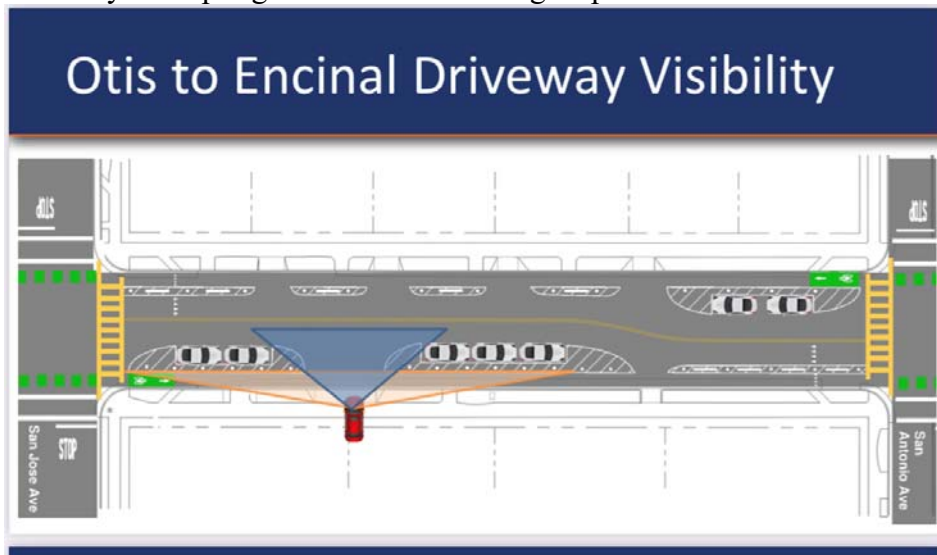 Otis to Encinal Driveway Visibility
STOP
STOP
San Jose Ave
STOP
San
Antonio Ave